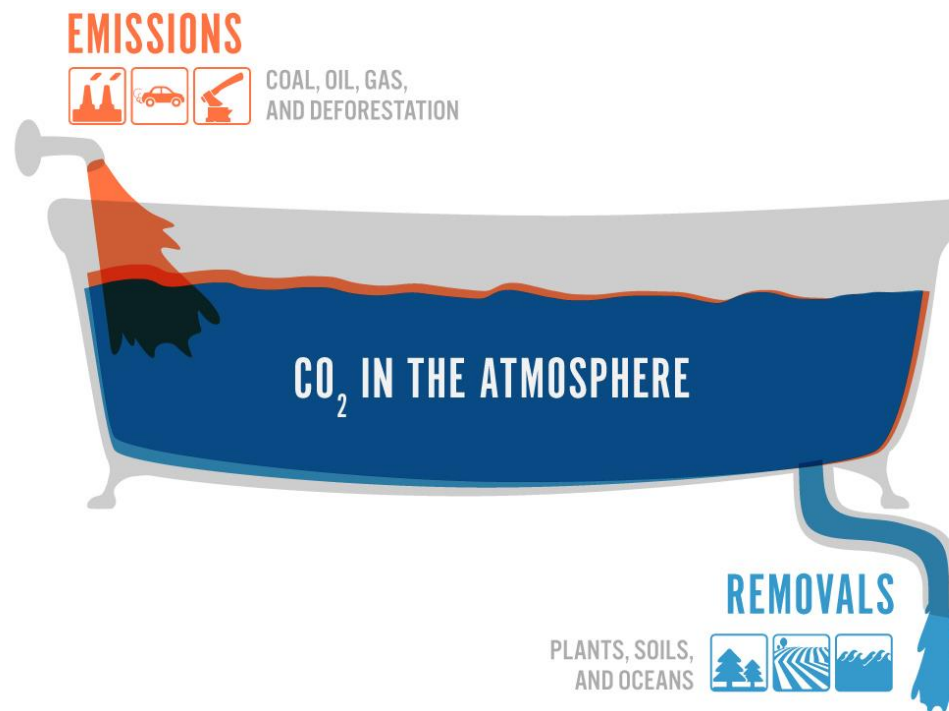 EMISSIONS
COAL, OIL, GAS,
AND DEFORESTATION
CO₂ IN THE ATMOSPHERE
REMOVALS
PLANTS, SOILS,
AND OCEANS